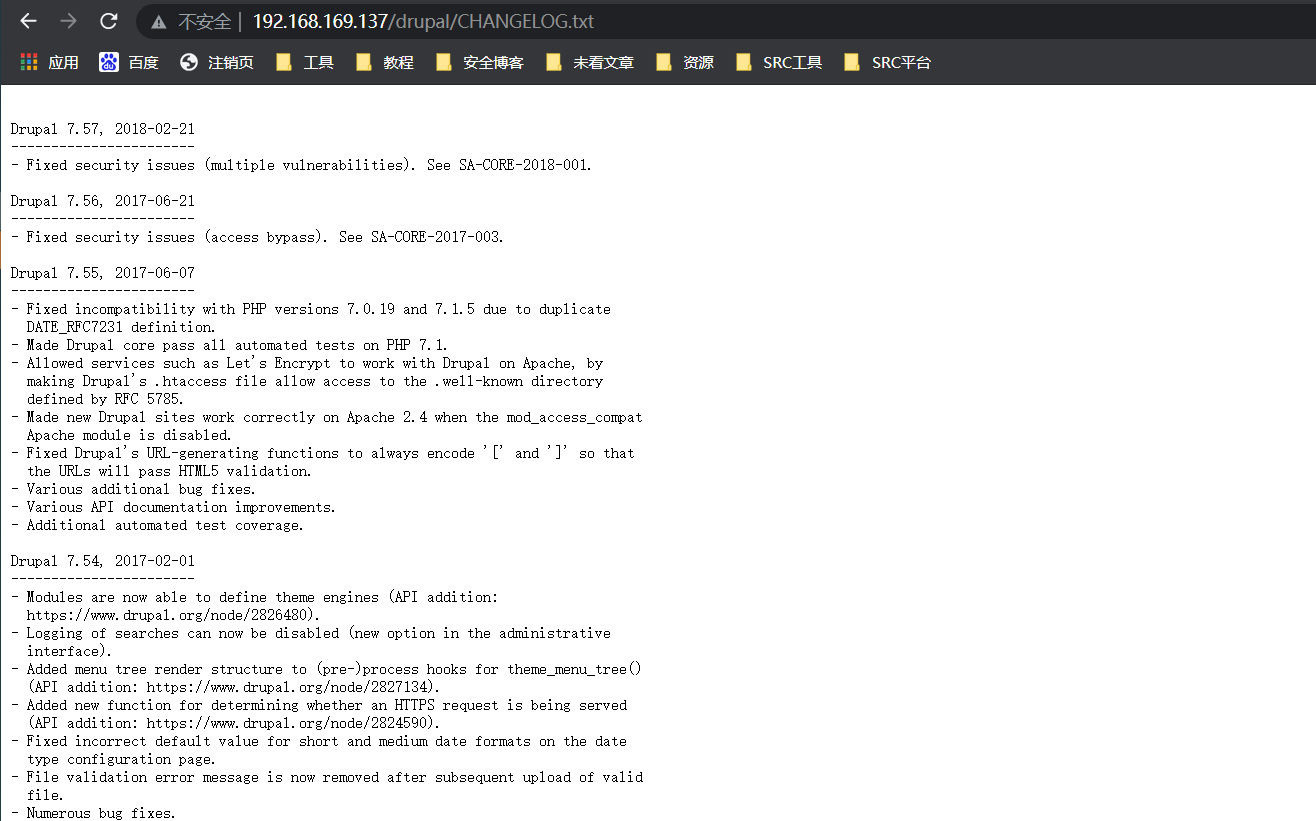 不安全 | 192.168.169.137/drupal/CHANGELOG.txt
应用 百度 注销页 工具 教程 安全博客 未看文章 资源 SRC工具 SRC平台
Drupal 7.57, 2018-02-21
-----------------------
- Fixed security issues (multiple vulnerabilities). See SA-CORE-2018-001.
Drupal 7.56, 2017-06-21
-----------------------
- Fixed security issues (access bypass). See SA-CORE-2017-003.
Drupal 7.55, 2017-06-07
-----------------------
- Fixed incompatibility with PHP versions 7.0.19 and 7.1.5 due to duplicate
DATE_RFC7231 definition.
- Made Drupal core pass all automated tests on PHP 7.1.
- Allowed services such as Let's Encrypt to work with Drupal on Apache, by
making Drupal's .htaccess file allow access to the .well-known directory
defined by RFC 5785.
- Made new Drupal sites work correctly on Apache 2.4 when the mod_access_compat
Apache module is disabled.
- Fixed Drupal's URL-generating functions to always encode '[' and ']' so that
the URLs will pass HTML5 validation.
- Various additional bug fixes.
- Various API documentation improvements.
- Additional automated test coverage.
Drupal 7.54, 2017-02-01
-----------------------
- Modules are now able to define theme engines (API addition:
https://www.drupal.org/node/2826480).
- Logging of searches can now be disabled (new option in the administrative
interface).
- Added menu tree render structure to (pre-)process hooks for theme_menu_tree()
(API addition: https://www.drupal.org/node/2827134).
- Added new function for determining whether an HTTPS request is being served
(API addition: https://www.drupal.org/node/2824590).
- Fixed incorrect default value for short and medium date formats on the date
type configuration page.
- File validation error message is now removed after subsequent upload of valid
file.
- Numerous bug fixes.